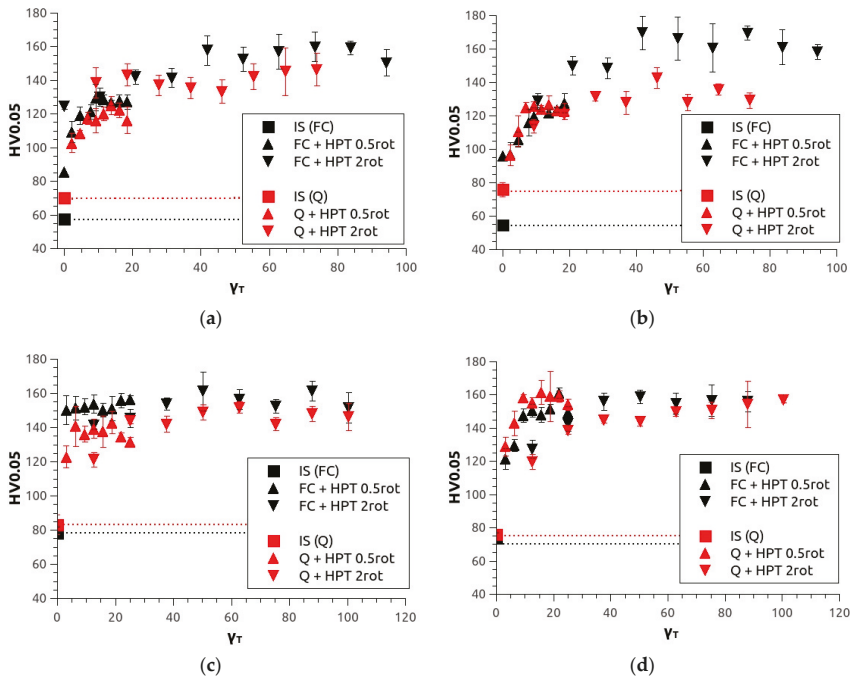 180
160
140
120
100
80
60
40
HV0.05
0 20 40 60 80 100
γT
IS (FC)
FC + HPT 0.5rot
FC + HPT 2rot
IS (Q)
Q + HPT 0.5rot
Q + HPT 2rot
(a)
180
160
140
120
100
80
60
40
HV0.05
0 20 40 60 80 100
γT
IS (FC)
FC + HPT 0.5rot
FC + HPT 2rot
IS (Q)
Q + HPT 0.5rot
Q + HPT 2rot
(b)
180
160
140
120
100
80
60
40
HV0.05
0 20 40 60 80 100 120
γT
IS (FC)
FC + HPT 0.5rot
FC + HPT 2rot
IS (Q)
Q + HPT 0.5rot
Q + HPT 2rot
(c)
180
160
140
120
100
80
60
40
HV0.05
0 20 40 60 80 100 120
γT
IS (FC)
FC + HPT 0.5rot
FC + HPT 2rot
IS (Q)
Q + HPT 0.5rot
Q + HPT 2rot
(d)